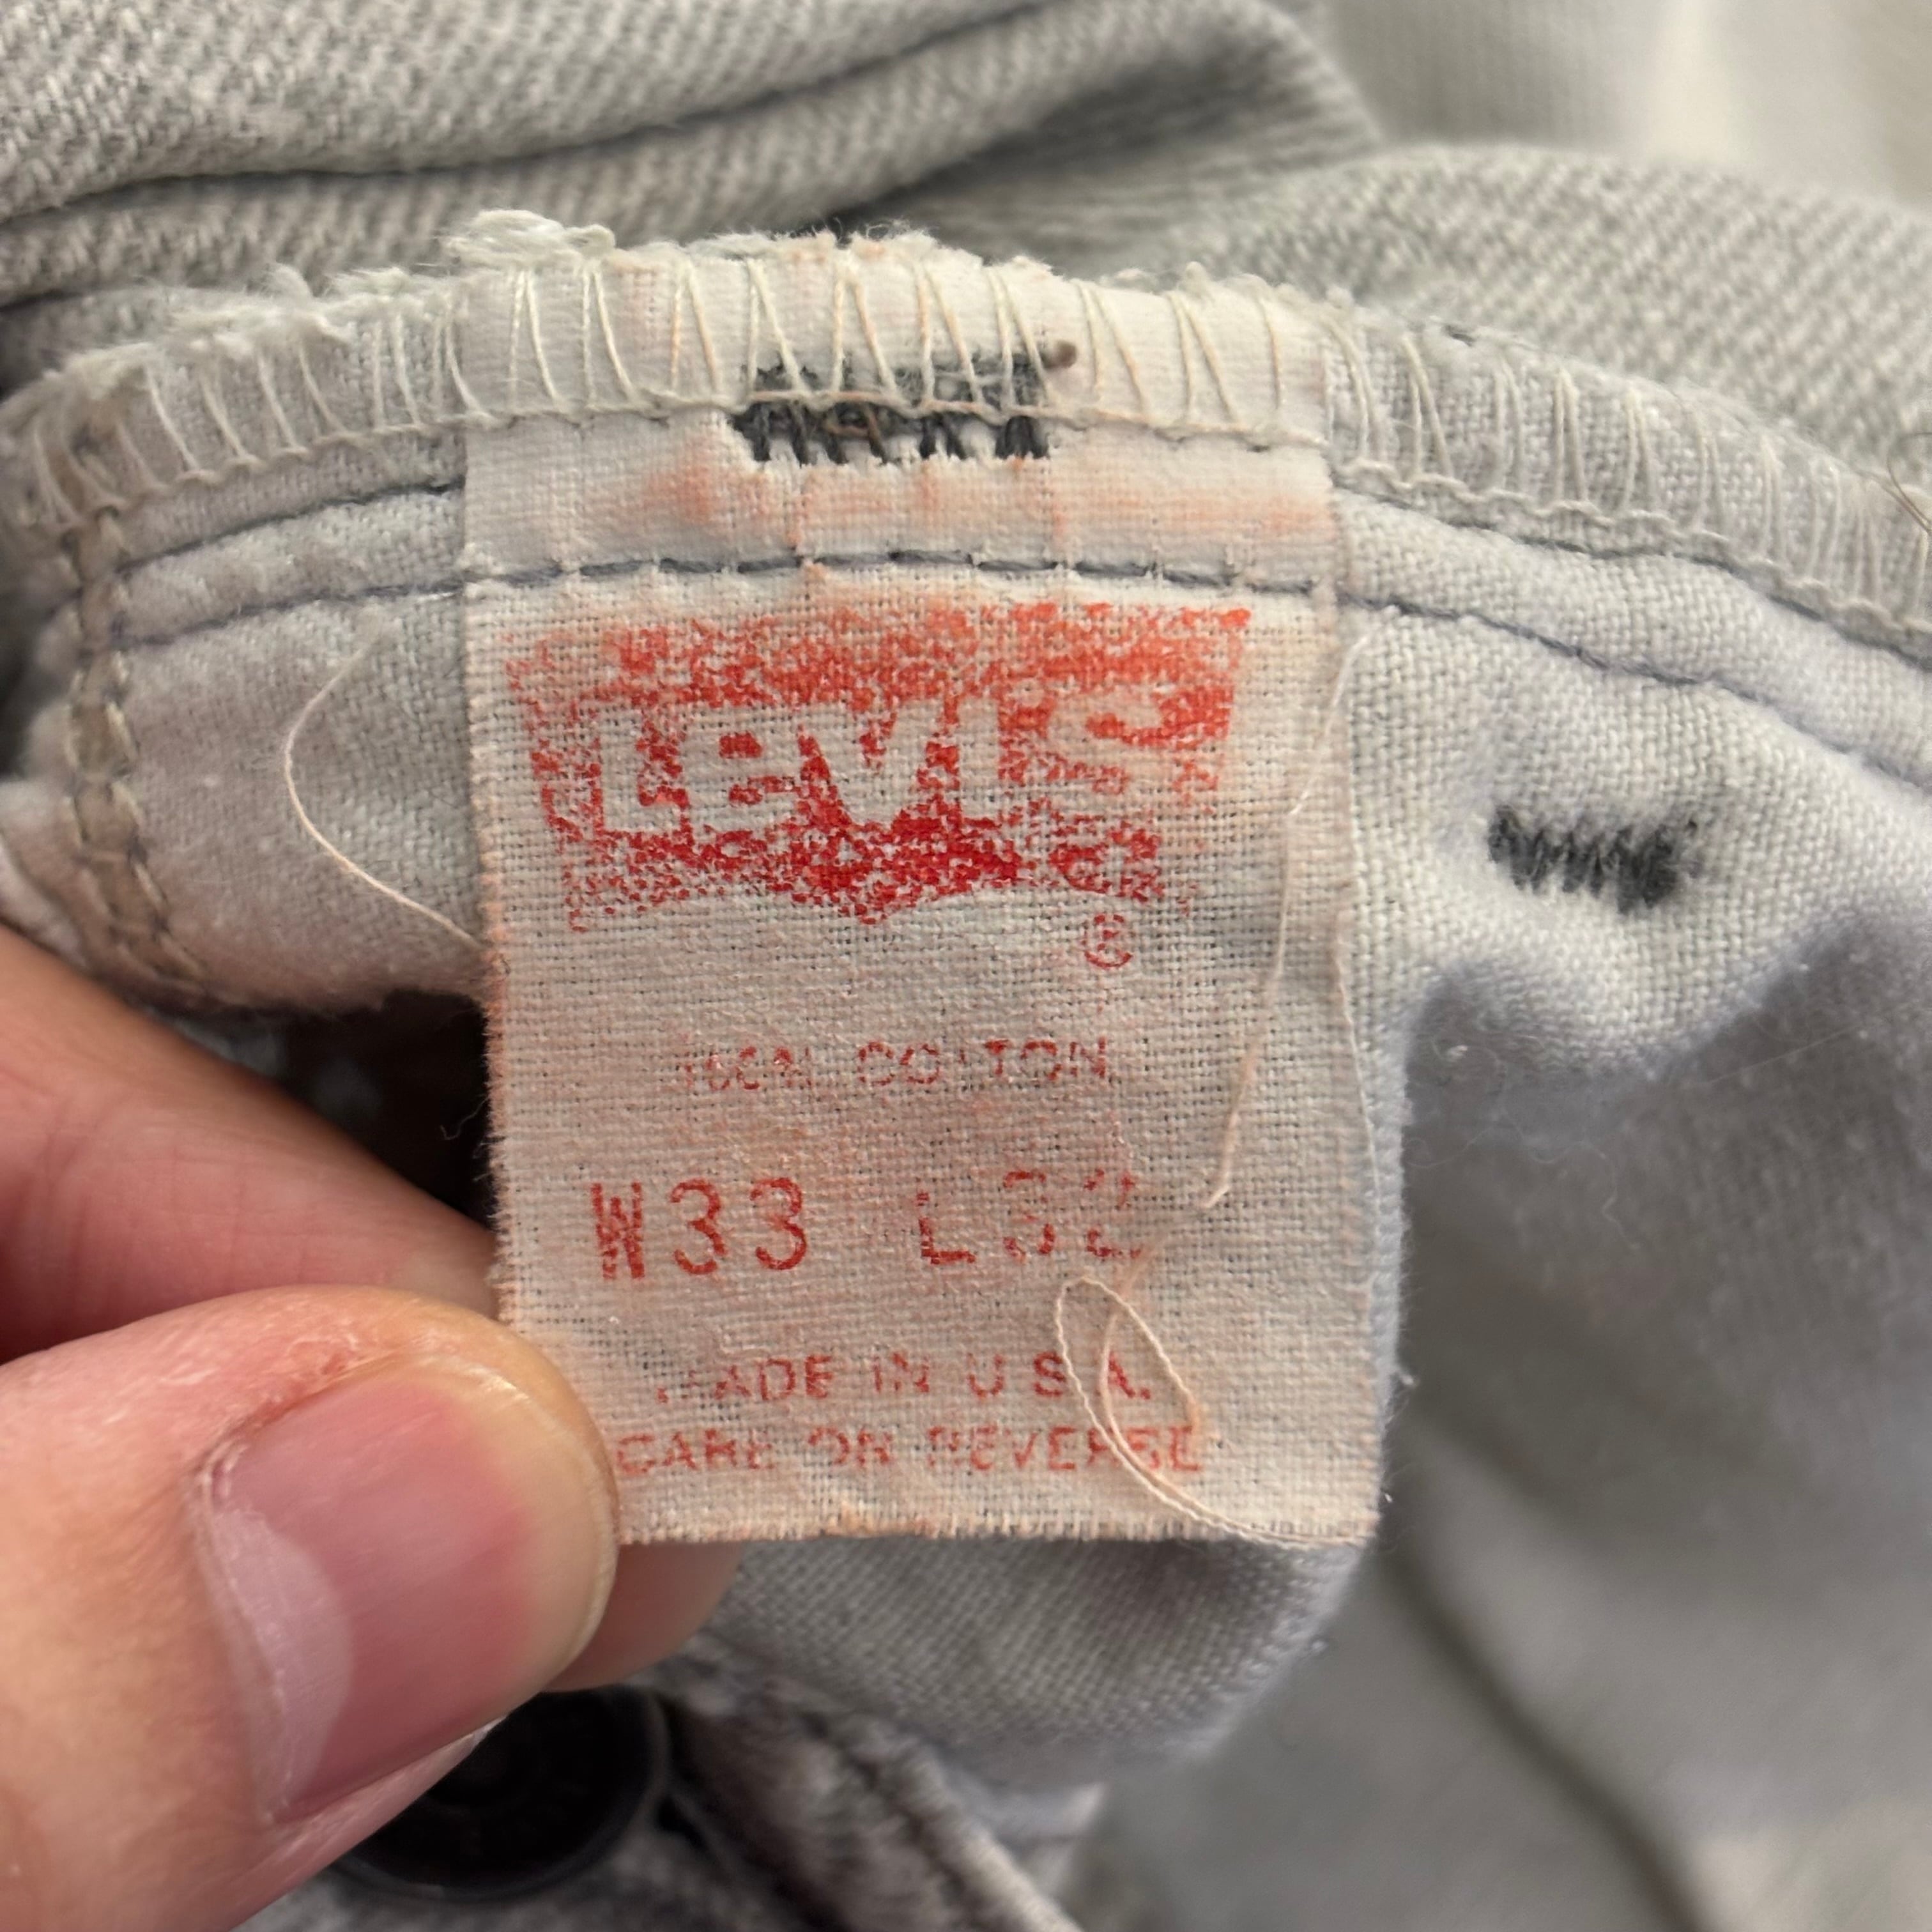 LEVI'S
®
100% COTTON
W33 L32
MADE IN U.S.A.
CARE ON REVERSE